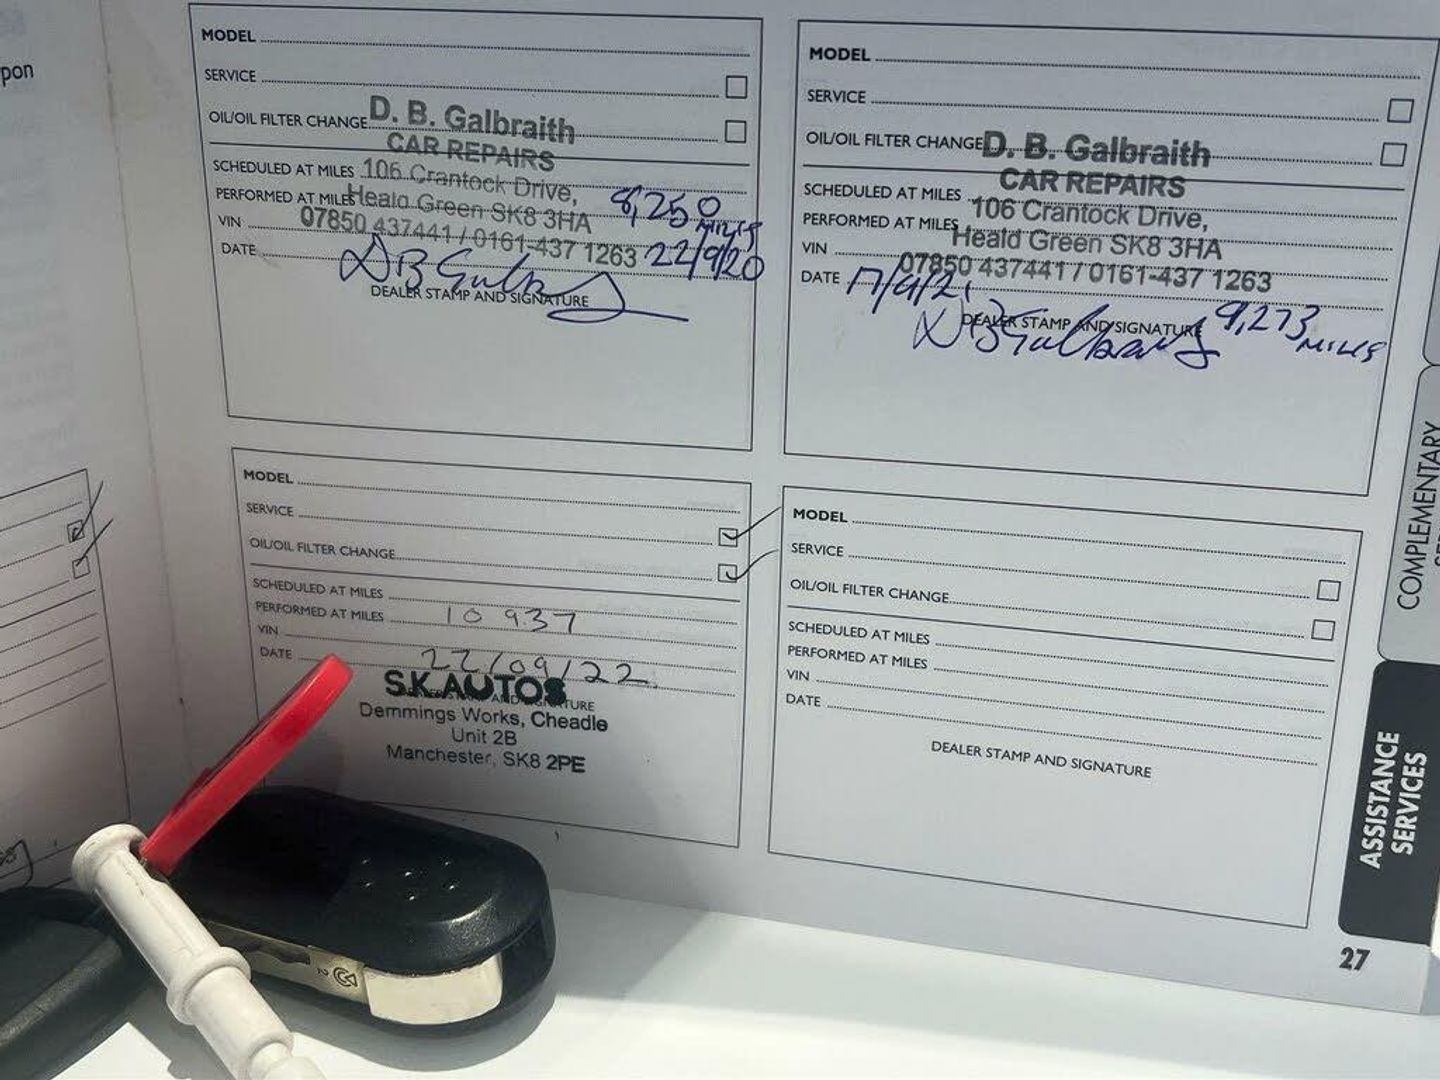 pon
MODEL
SERVICE
OIL/OIL FILTER CHANGE
D. B. Galbraith
CAR REPAIRS
SCHEDULED AT MILES
106 Crantock Drive,
PERFORMED AT MILES
Heald Green SK8 3HA
8,250
MILES
VIN
07850 437441 / 0161-437 1263
DATE
22/9/20
DB Galbraith
DEALER STAMP AND SIGNATURE
MODEL
SERVICE
OIL/OIL FILTER CHANGE
D. B. Galbraith
CAR REPAIRS
SCHEDULED AT MILES
106 Crantock Drive,
PERFORMED AT MILES
Heald Green SK8 3HA
VIN
07850 437441 / 0161-437 1263
DATE 17/9/21
DEALER STAMP AND SIGNATURE
DB Galbraith
9,273
MILES
MODEL
SERVICE
OIL/OIL FILTER CHANGE
SCHEDULED AT MILES
PERFORMED AT MILES 10937
VIN
DATE 22/09/22
S.K AUTOS
Demmings Works, Cheadle
Unit 2B
Manchester, SK8 2PE
MODEL
SERVICE
OIL/OIL FILTER CHANGE
SCHEDULED AT MILES
PERFORMED AT MILES
VIN
DATE
DEALER STAMP AND SIGNATURE
COMPLEMENTARY
ASSISTANCE
SERVICES
27